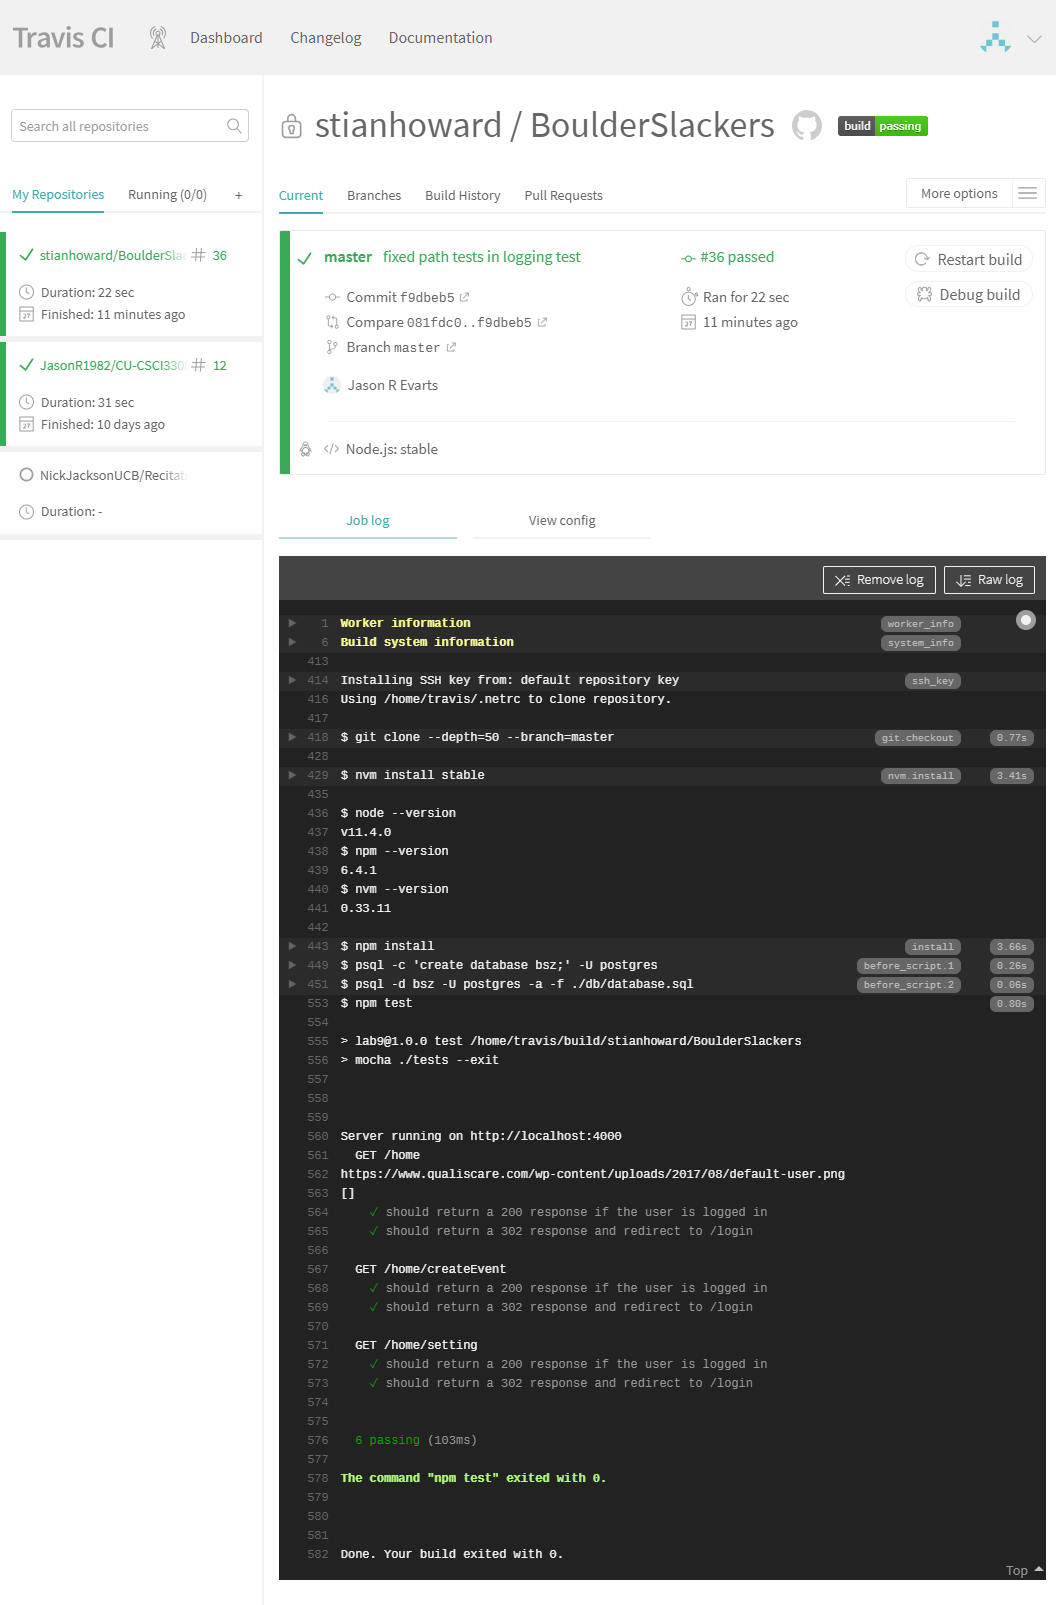 Travis CI
Dashboard
Changelog
Documentation
Search all repositories
My Repositories
Running (0/0)
+
stianhoward/BoulderSlac
# 36
Duration: 22 sec
Finished: 11 minutes ago
JasonR1982/CU-CSCI330
# 12
Duration: 31 sec
Finished: 10 days ago
NickJacksonUCB/Recitat
Duration: -
stianhoward / BoulderSlackers
build passing
Current
Branches
Build History
Pull Requests
More options
master fixed path tests in logging test
Commit f9dbeb5
Compare 081fdc0..f9dbeb5
Branch master
Jason R Evarts
#36 passed
Ran for 22 sec
11 minutes ago
Restart build
Debug build
</> Node.js: stable
Job log
View config
Remove log
Raw log
1 Worker information worker_info
6 Build system information system_info
413
414 Installing SSH key from: default repository key ssh_key
416 Using /home/travis/.netrc to clone repository.
417
418 $ git clone --depth=50 --branch=master git.checkout 0.77s
428
429 $ nvm install stable nvm.install 3.41s
435
436 $ node --version
437 v11.4.0
438 $ npm --version
439 6.4.1
440 $ nvm --version
441 0.33.11
442
443 $ npm install install 3.66s
449 $ psql -c 'create database bsz;' -U postgres before_script.1 0.26s
451 $ psql -d bsz -U postgres -a -f ./db/database.sql before_script.2 0.06s
553 $ npm test 0.80s
554
555 > lab9@1.0.0 test /home/travis/build/stianhoward/BoulderSlackers
556 > mocha ./tests --exit
557
558
559
560 Server running on http://localhost:4000
561 GET /home
562 https://www.qualiscare.com/wp-content/uploads/2017/08/default-user.png
563 []
564 ✓ should return a 200 response if the user is logged in
565 ✓ should return a 302 response and redirect to /login
566
567 GET /home/createEvent
568 ✓ should return a 200 response if the user is logged in
569 ✓ should return a 302 response and redirect to /login
570
571 GET /home/setting
572 ✓ should return a 200 response if the user is logged in
573 ✓ should return a 302 response and redirect to /login
574
575
576 6 passing (103ms)
577
578 The command "npm test" exited with 0.
579
580
581
582 Done. Your build exited with 0.
Top